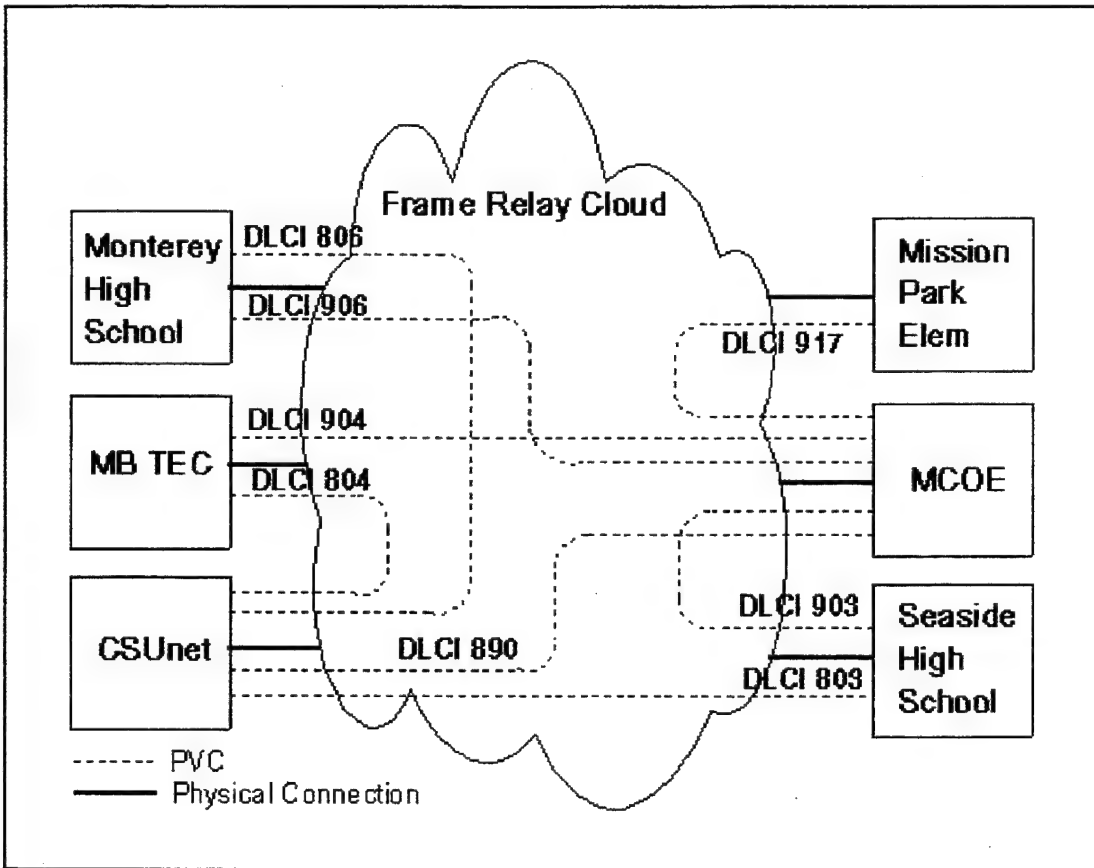 Frame Relay Cloud
Monterey
High
School
DLCI 806
DLCI 906
Mission
Park
Elem
DLCI 917
MB TEC
DLCI 904
DLCI 804
MCOE
CSUnet
DLCI 890
DLCI 903
DLCI 803
Seaside
High
School
PVC
Physical Connection